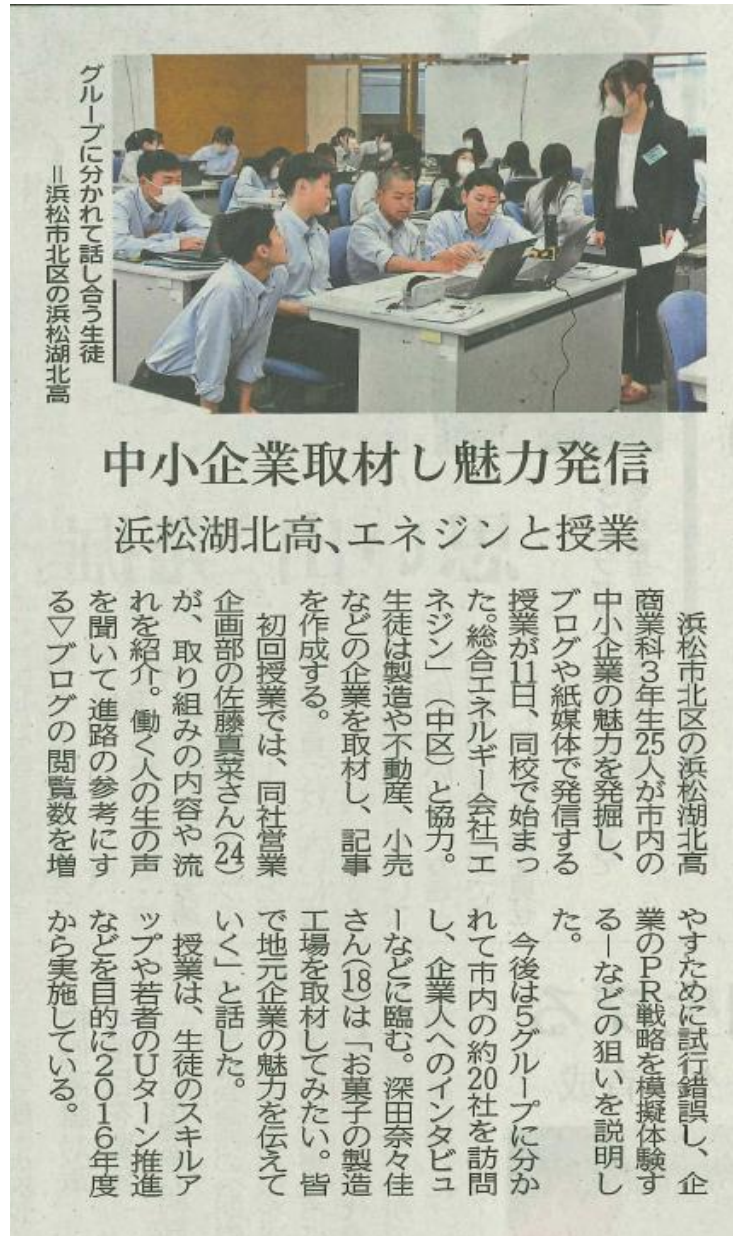 グループに分かれて話し合う生徒
＝浜松市北区の浜松湖北高
中小企業取材し魅力発信
浜松湖北高、エネジンと授業
浜松市北区の浜松湖北高
商業科3年生25人が市内の
中小企業の魅力を発掘し、
ブログや紙媒体で発信する
授業が11日、同校で始まっ
た。総合エネルギー会社「エ
ネジン」（中区）と協力。
生徒は製造や不動産、小売
などの企業を取材し、記事
を作成する。
初回授業では、同社営業
企画部の佐藤真菜さん(24)
が、取り組みの内容や流
れを紹介。働く人の生の声
を聞いて進路の参考にす
る▽ブログの閲覧数を増
やすために試行錯誤し、企
業のPR戦略を模擬体験す
る―などの狙いを説明し
た。
今後は5グループに分か
れて市内の約20社を訪問
し、企業人へのインタビュ
ーなどに臨む。深田奈々佳
さん(18)は「お菓子の製造
工場を取材してみたい。皆
で地元企業の魅力を伝えて
いく」と話した。
授業は、生徒のスキルア
ップや若者のUターン推進
などを目的に2016年度
から実施している。